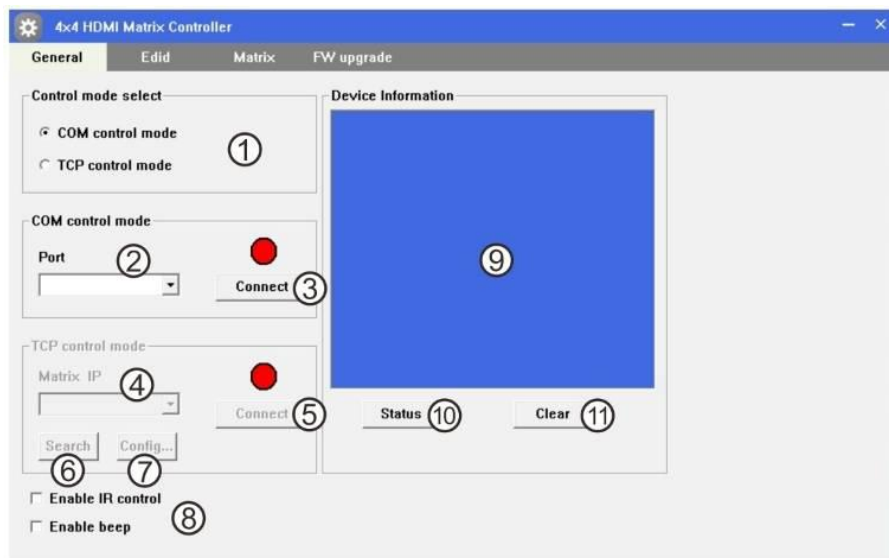 4x4 HDMI Matrix Controller
General Edid Matrix FW upgrade
Control mode select
COM control mode
TCP control mode
①
COM control mode
Port
②
Connect
③
TCP control mode
Matrix IP
④
Connect
⑤
Search
Config...
⑥
⑦
Enable IR control
Enable beep
⑧
Device Information
⑨
Status
⑩
Clear
⑪